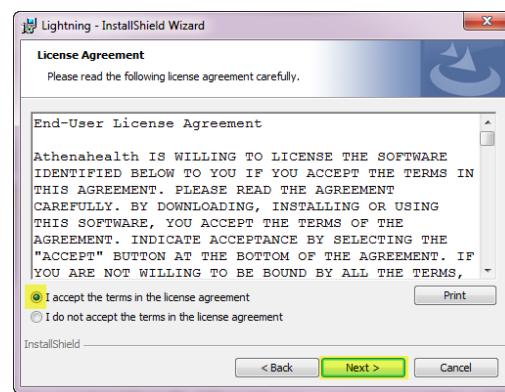 Lightning - InstallShield Wizard
License Agreement
Please read the following license agreement carefully.
End-User License Agreement
Athenahealth IS WILLING TO LICENSE THE SOFTWARE
IDENTIFIED BELOW TO YOU IF YOU ACCEPT THE TERMS IN
THIS AGREEMENT. PLEASE READ THE AGREEMENT
CAREFULLY. BY DOWNLOADING, INSTALLING OR USING
THIS SOFTWARE, YOU ACCEPT THE TERMS OF THE
AGREEMENT. INDICATE ACCEPTANCE BY SELECTING THE
"ACCEPT" BUTTON AT THE BOTTOM OF THE AGREEMENT. IF
YOU ARE NOT WILLING TO BE BOUND BY ALL THE TERMS,
I accept the terms in the license agreement
Print
I do not accept the terms in the license agreement
InstallShield
< Back
Next >
Cancel